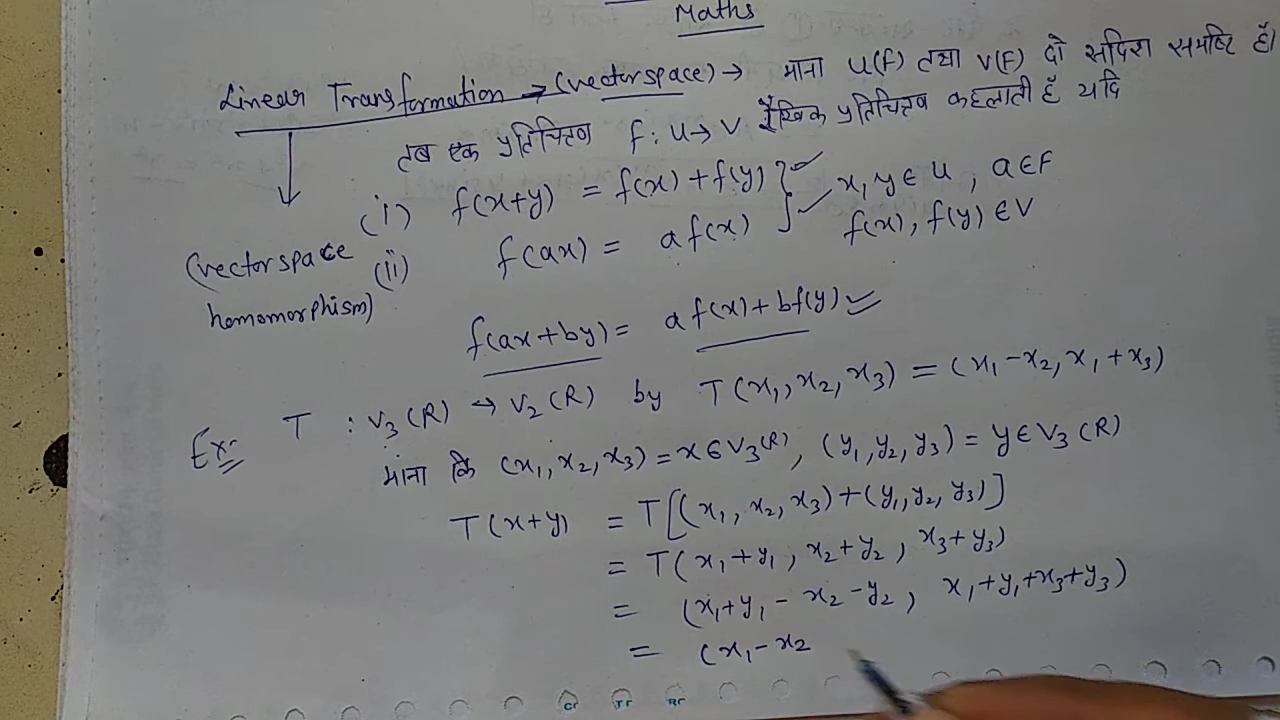 Maths
Linear Transformation → (vectorspace) → माना U(F) तथा V(F) दो सदिश समष्टि हैं।
तब एक प्रतिचित्रण f: U → V रैखिक प्रतिचित्रण कहलाती हैं यदि
(i) f(x+y) = f(x) + f(y) } x, y ∈ U, a ∈ F
(vectorspace (ii) f(ax) = a f(x) f(x), f(y) ∈ V
homomorphism)
f(ax+by) = a f(x) + b f(y)
Ex:- T : V₃(R) → V₂(R) by T(x₁, x₂, x₃) = (x₁-x₂, x₁+x₃)
माना कि (x₁, x₂, x₃) = x ∈ V₃(R), (y₁, y₂, y₃) = y ∈ V₃(R)
T(x+y) = T[(x₁, x₂, x₃) + (y₁, y₂, y₃)]
= T(x₁+y₁, x₂+y₂, x₃+y₃)
= (x₁+y₁ - x₂-y₂, x₁+y₁+x₃+y₃)
= (x₁-x₂